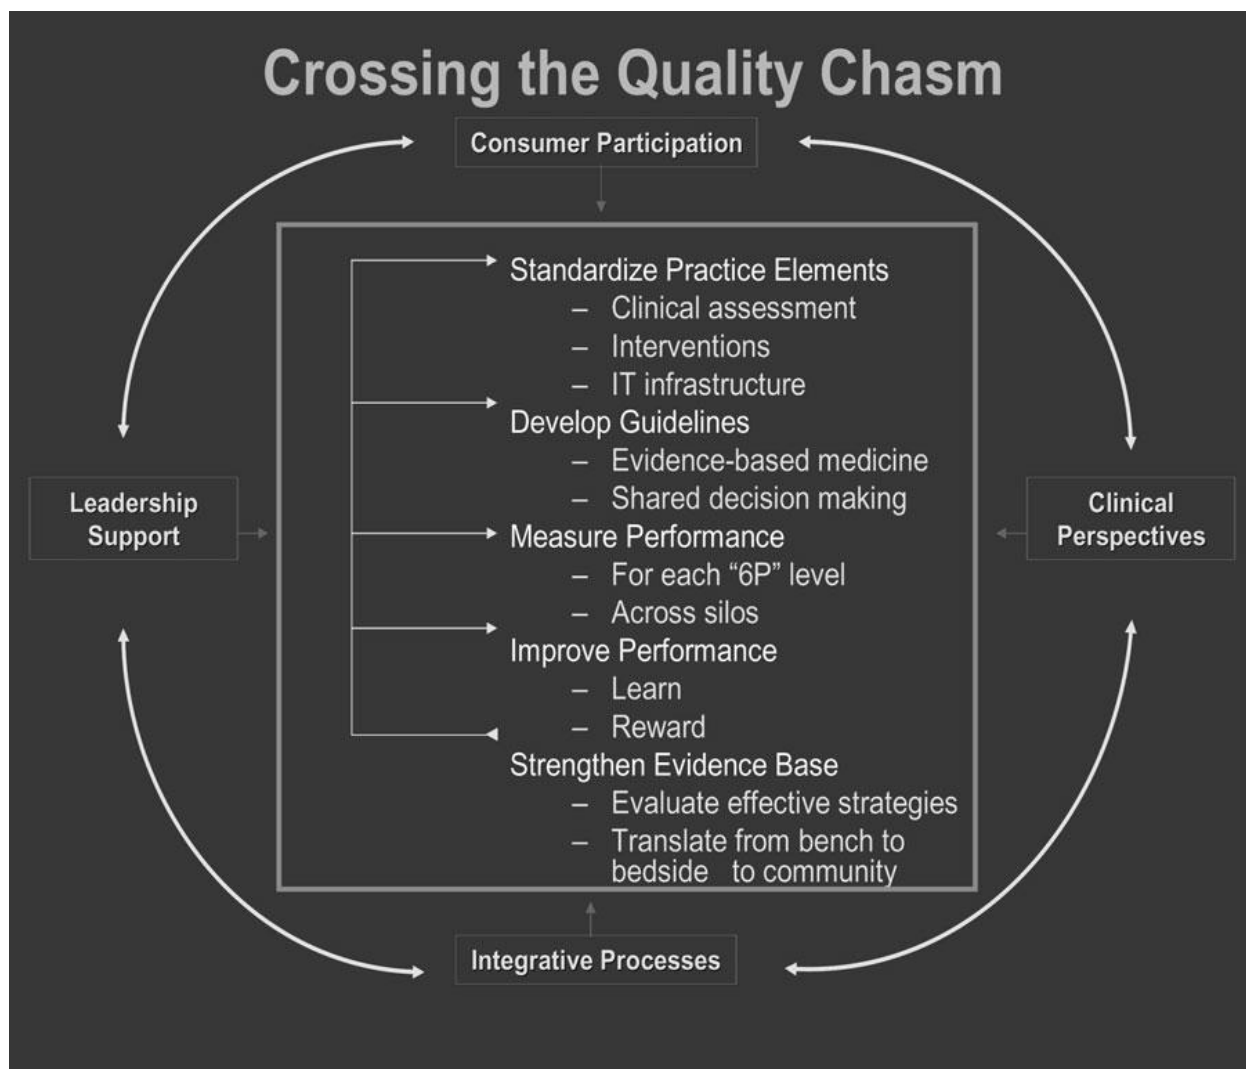 Crossing the Quality Chasm
Consumer Participation
Standardize Practice Elements
– Clinical assessment
– Interventions
– IT infrastructure
Develop Guidelines
– Evidence-based medicine
– Shared decision making
Measure Performance
– For each “6P” level
– Across silos
Improve Performance
– Learn
– Reward
Strengthen Evidence Base
– Evaluate effective strategies
– Translate from bench to
bedside to community
Leadership
Support
Clinical
Perspectives
Integrative Processes